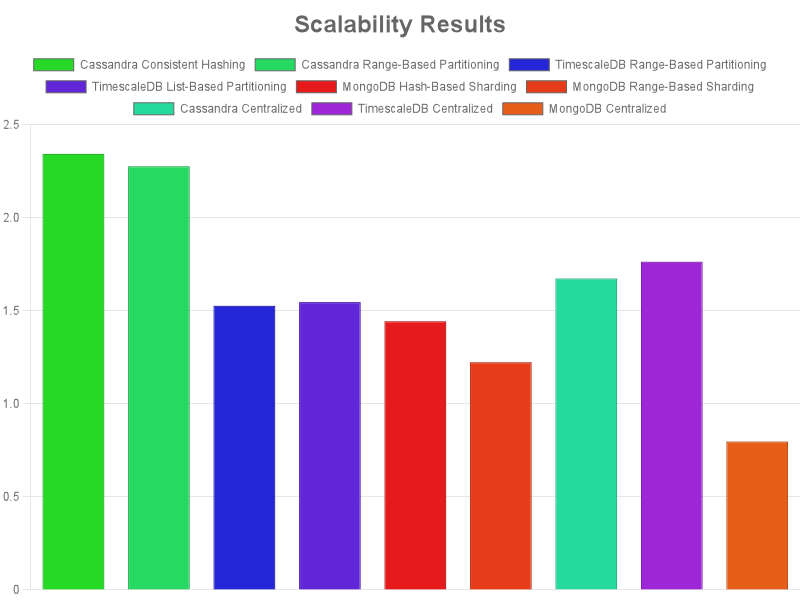 Scalability Results
Cassandra Consistent Hashing Cassandra Range-Based Partitioning TimescaleDB Range-Based Partitioning
TimescaleDB List-Based Partitioning MongoDB Hash-Based Sharding MongoDB Range-Based Sharding
Cassandra Centralized TimescaleDB Centralized MongoDB Centralized
2.5
2.0
1.5
1.0
0.5
0